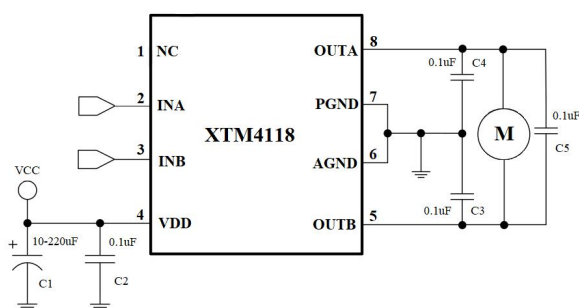 1 NC OUTA 8
0.1uF C4
2 INA PGND 7
0.1uF
XTM4118 M
C5
3 INB AGND 6
VCC
0.1uF C3
4 VDD OUTB 5
+ 10-220uF 0.1uF
C1 C2